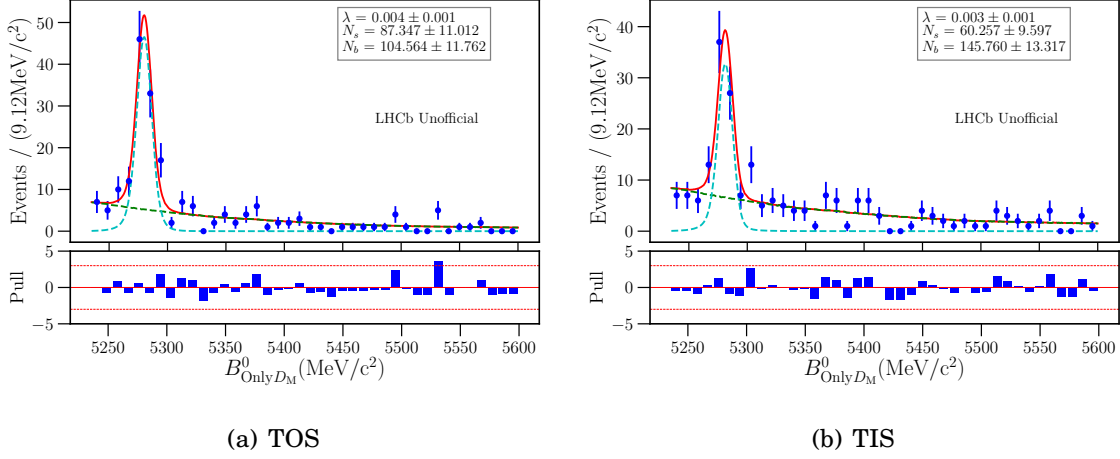 λ = 0.004 ± 0.001
N_s = 87.347 ± 11.012
N_b = 104.564 ± 11.762
LHCb Unofficial
Events / (9.12MeV/c²)
50
40
30
20
10
0
Pull
5
0
−5
5250 5300 5350 5400 5450 5500 5550 5600
B⁰_OnlyD_M (MeV/c²)
(a) TOS
λ = 0.003 ± 0.001
N_s = 60.257 ± 9.597
N_b = 145.760 ± 13.317
LHCb Unofficial
Events / (9.12MeV/c²)
40
30
20
10
0
Pull
5
0
−5
5250 5300 5350 5400 5450 5500 5550 5600
B⁰_OnlyD_M (MeV/c²)
(b) TIS